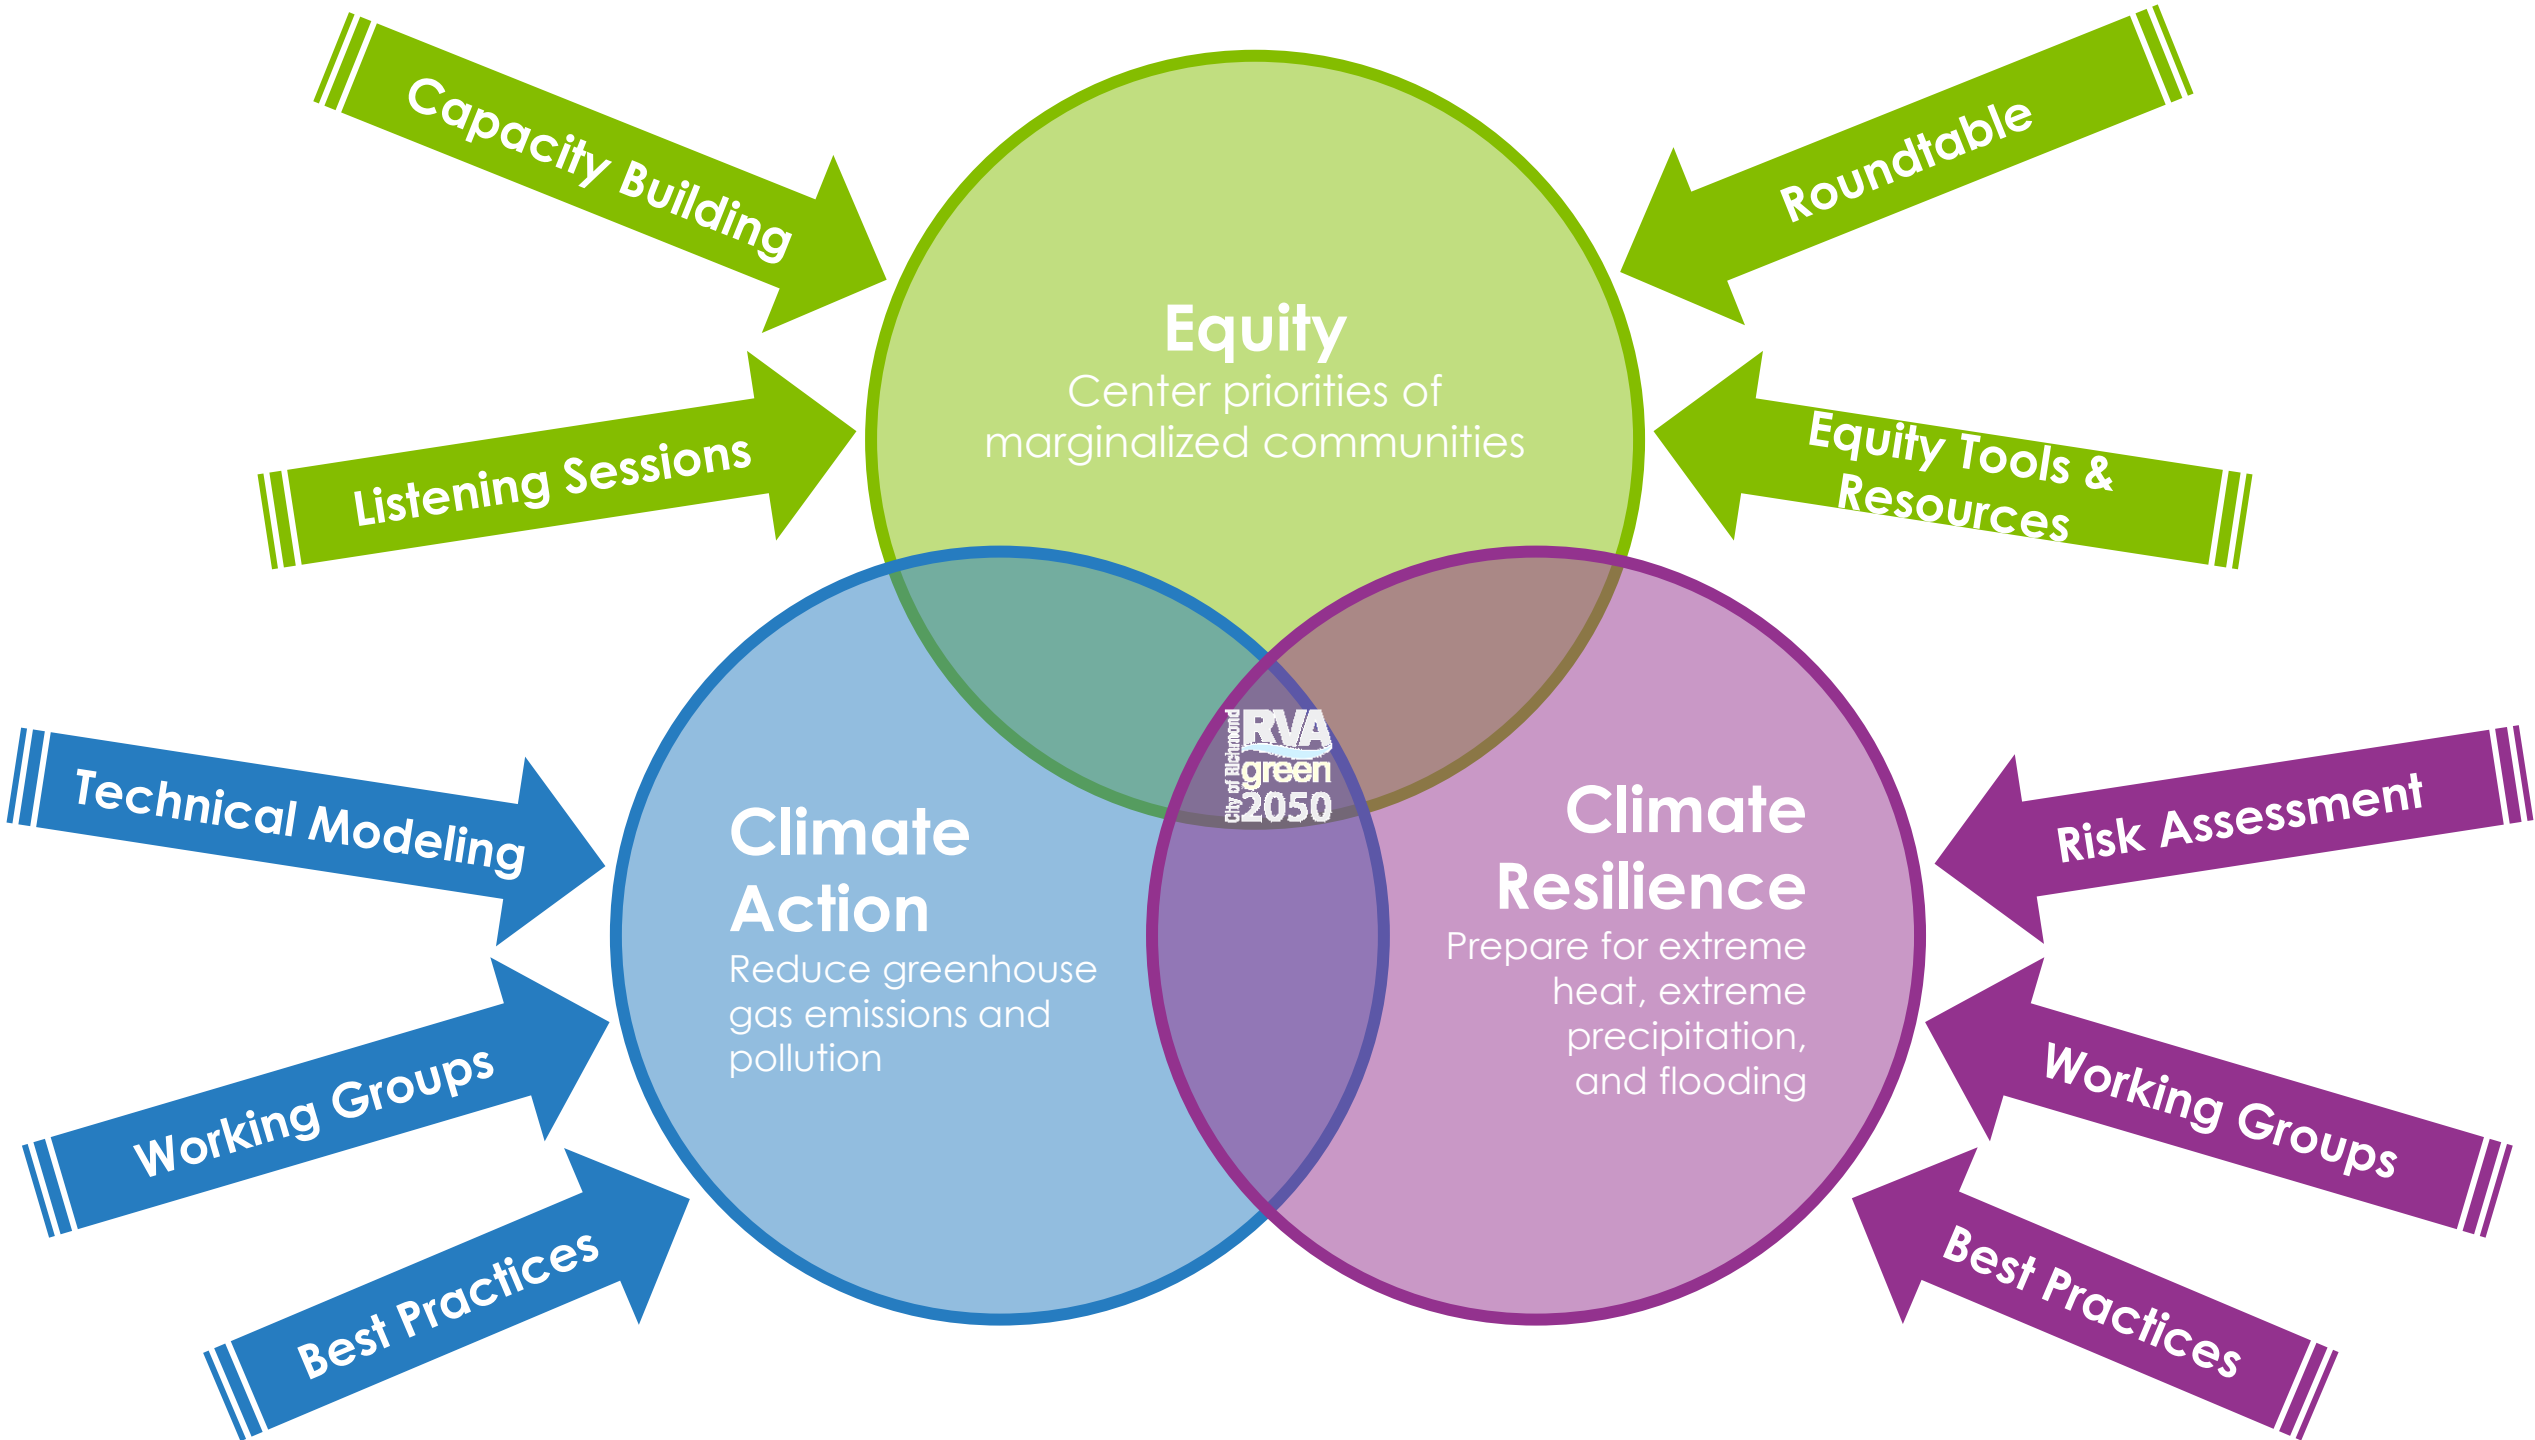 Capacity Building
Roundtable
Equity
Center priorities of
marginalized communities
Listening Sessions
Equity Tools &
Resources
Technical Modeling
Working Groups
Best Practices
Climate
Action
Reduce greenhouse
gas emissions and
pollution
City of Richmond
RVA
green
2050
Climate
Resilience
Prepare for extreme
heat, extreme
precipitation,
and flooding
Risk Assessment
Working Groups
Best Practices